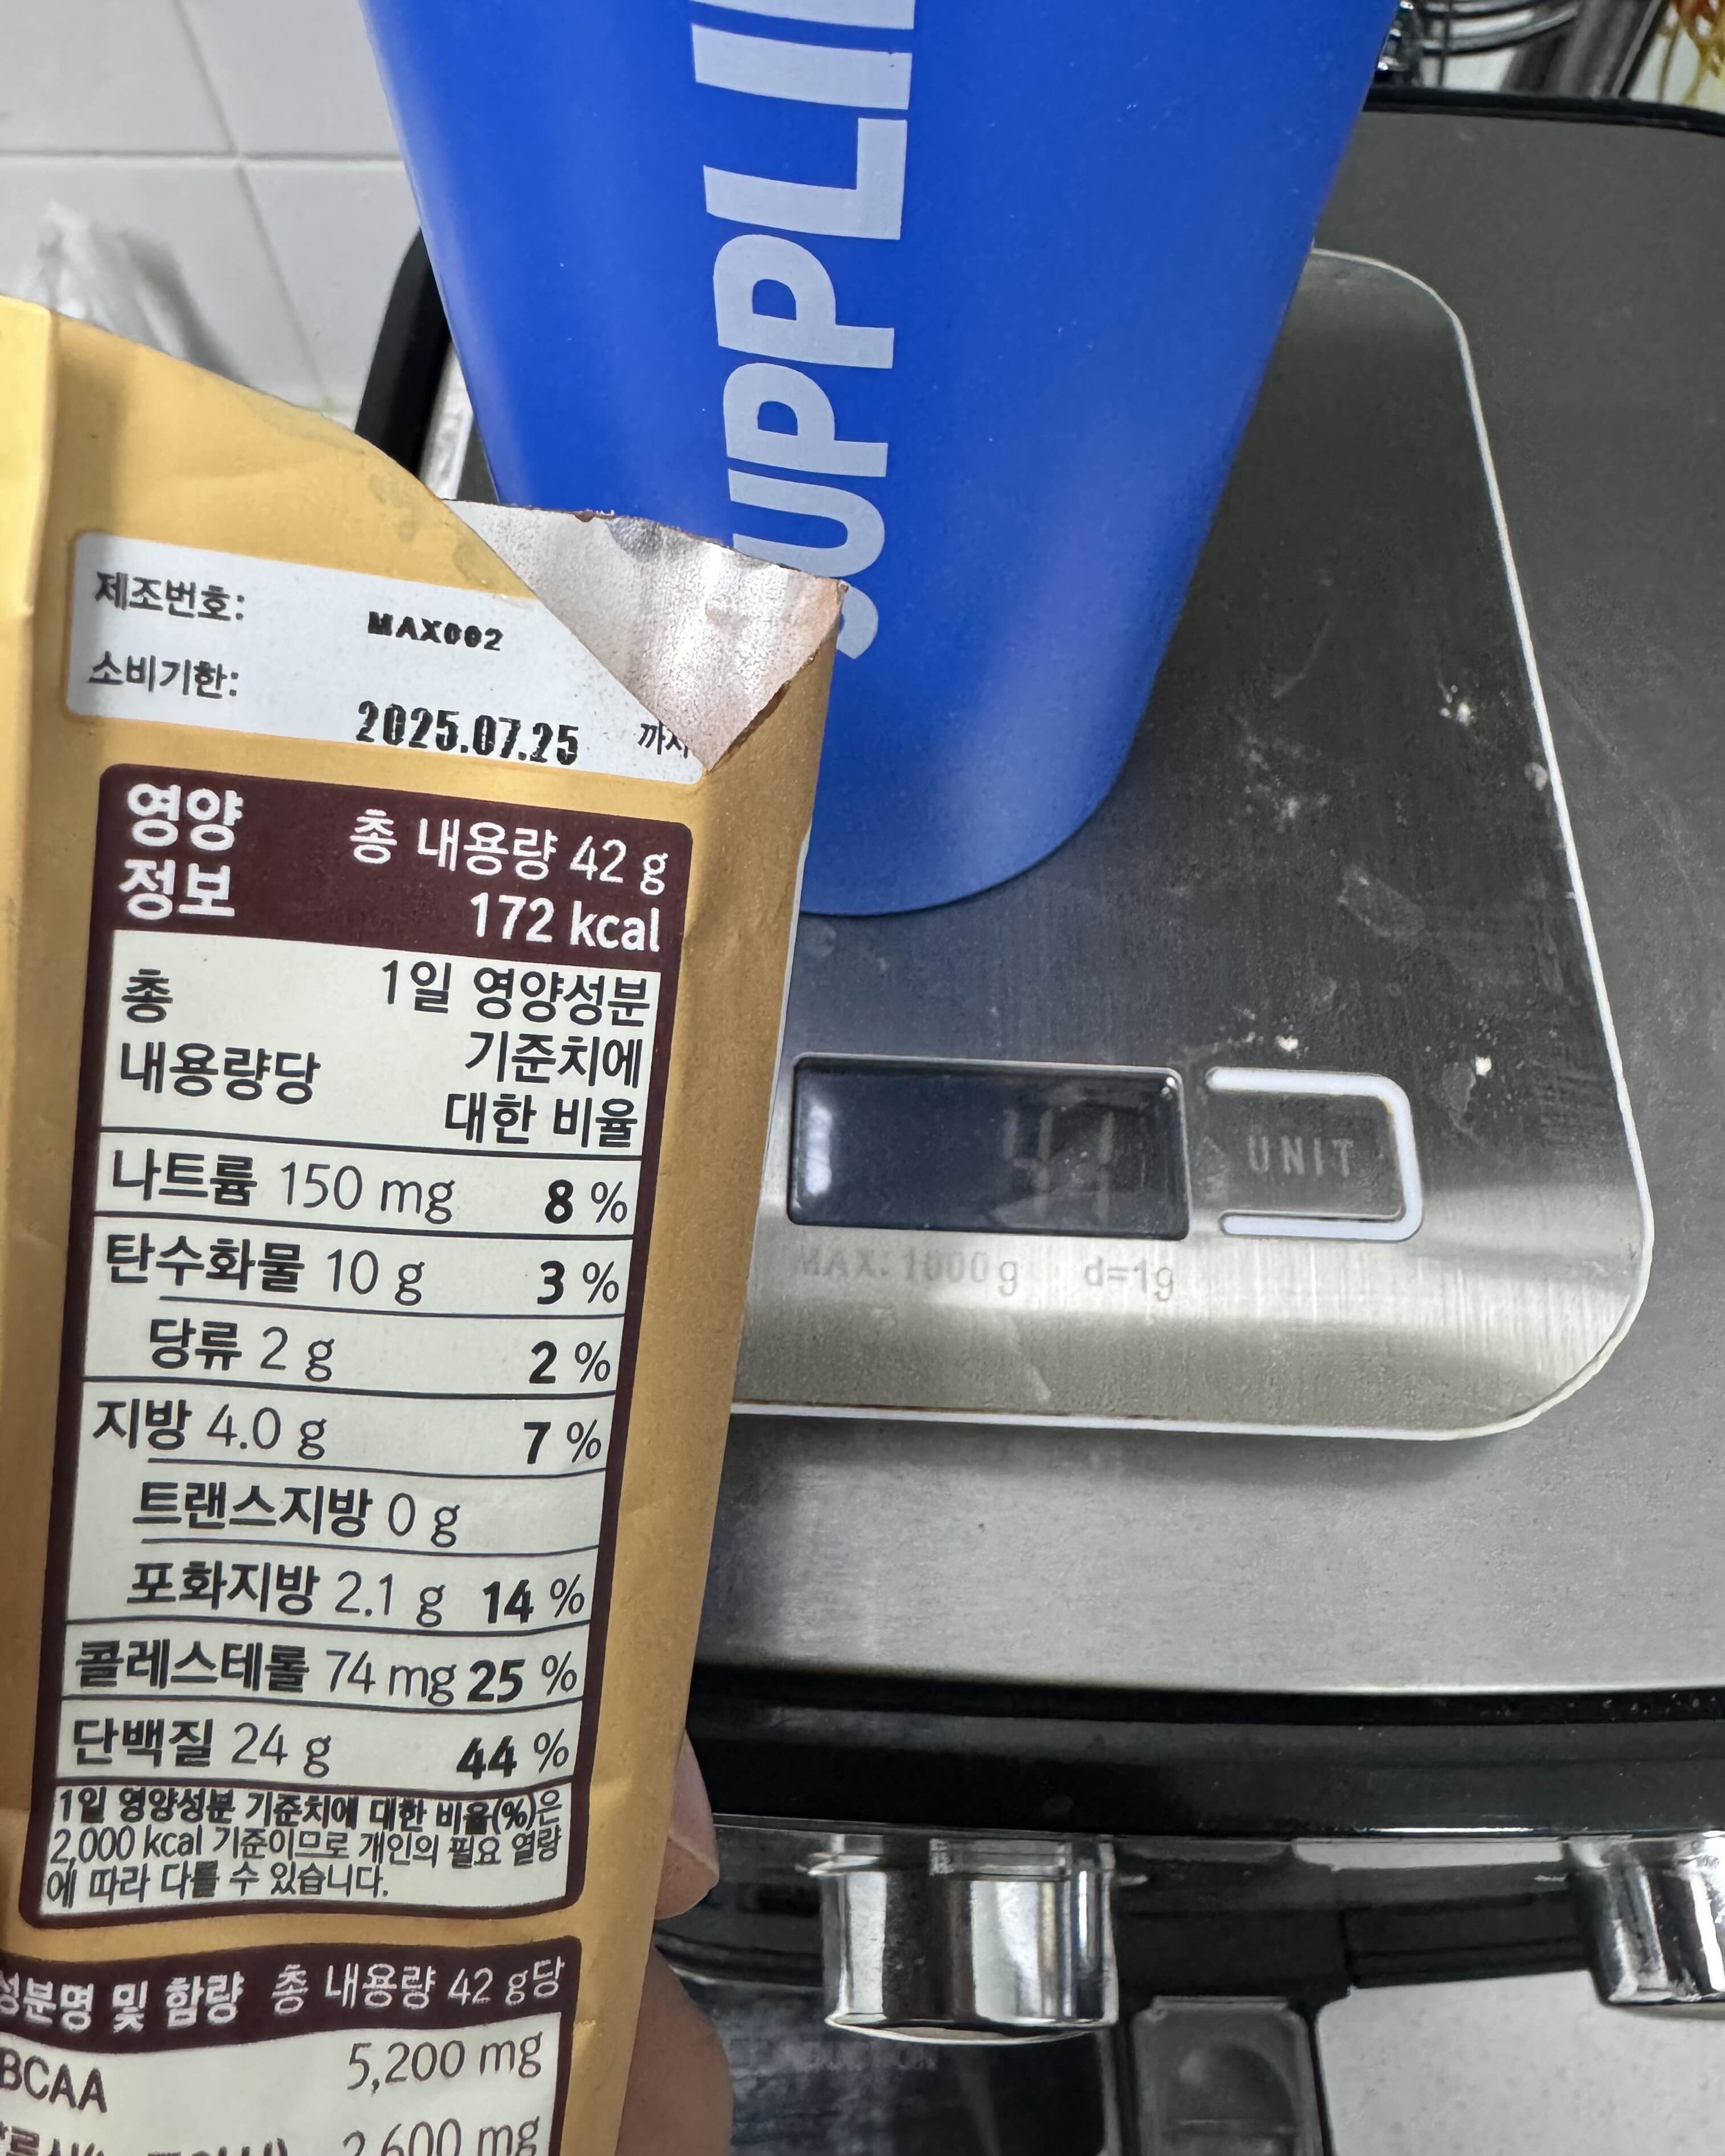 SUPPLI
제조번호: MAX002
소비기한: 2025.07.25 까지
영양 정보
총 내용량 42 g
172 kcal
총 내용량당
1일 영양성분 기준치에 대한 비율
나트륨 150 mg 8 %
탄수화물 10 g 3 %
당류 2 g 2 %
지방 4.0 g 7 %
트랜스지방 0 g
포화지방 2.1 g 14 %
콜레스테롤 74 mg 25 %
단백질 24 g 44 %
1일 영양성분 기준치에 대한 비율(%)은
2,000 kcal 기준이므로 개인의 필요 열량
에 따라 다를 수 있습니다.
성분명 및 함량 총 내용량 42 g당
BCAA 5,200 mg
2,600 mg
UNIT
MAX: 1000g d=1g